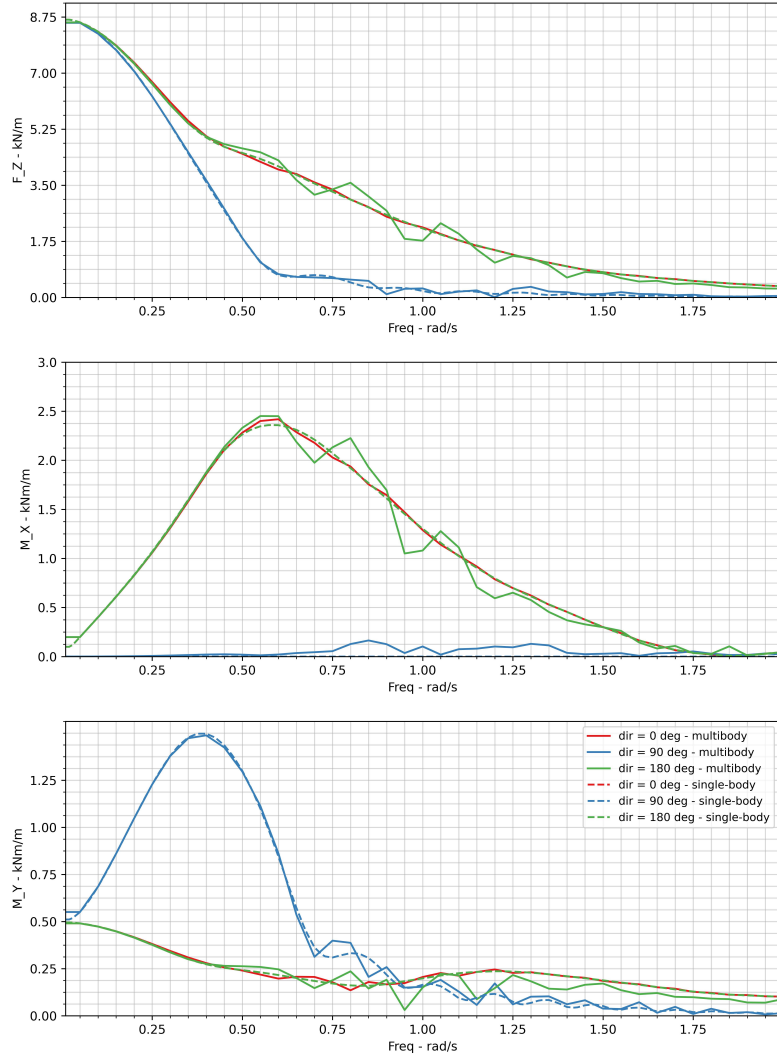 8.75
7.00
5.25
3.50
1.75
0.00
F_Z - kN/m
0.25 0.50 0.75 1.00 1.25 1.50 1.75
Freq - rad/s
3.0
2.5
2.0
1.5
1.0
0.5
0.0
M_X - kNm/m
0.25 0.50 0.75 1.00 1.25 1.50 1.75
Freq - rad/s
1.25
1.00
0.75
0.50
0.25
0.00
M_Y - kNm/m
dir = 0 deg - multibody
dir = 90 deg - multibody
dir = 180 deg - multibody
dir = 0 deg - single-body
dir = 90 deg - single-body
dir = 180 deg - single-body
0.25 0.50 0.75 1.00 1.25 1.50 1.75
Freq - rad/s